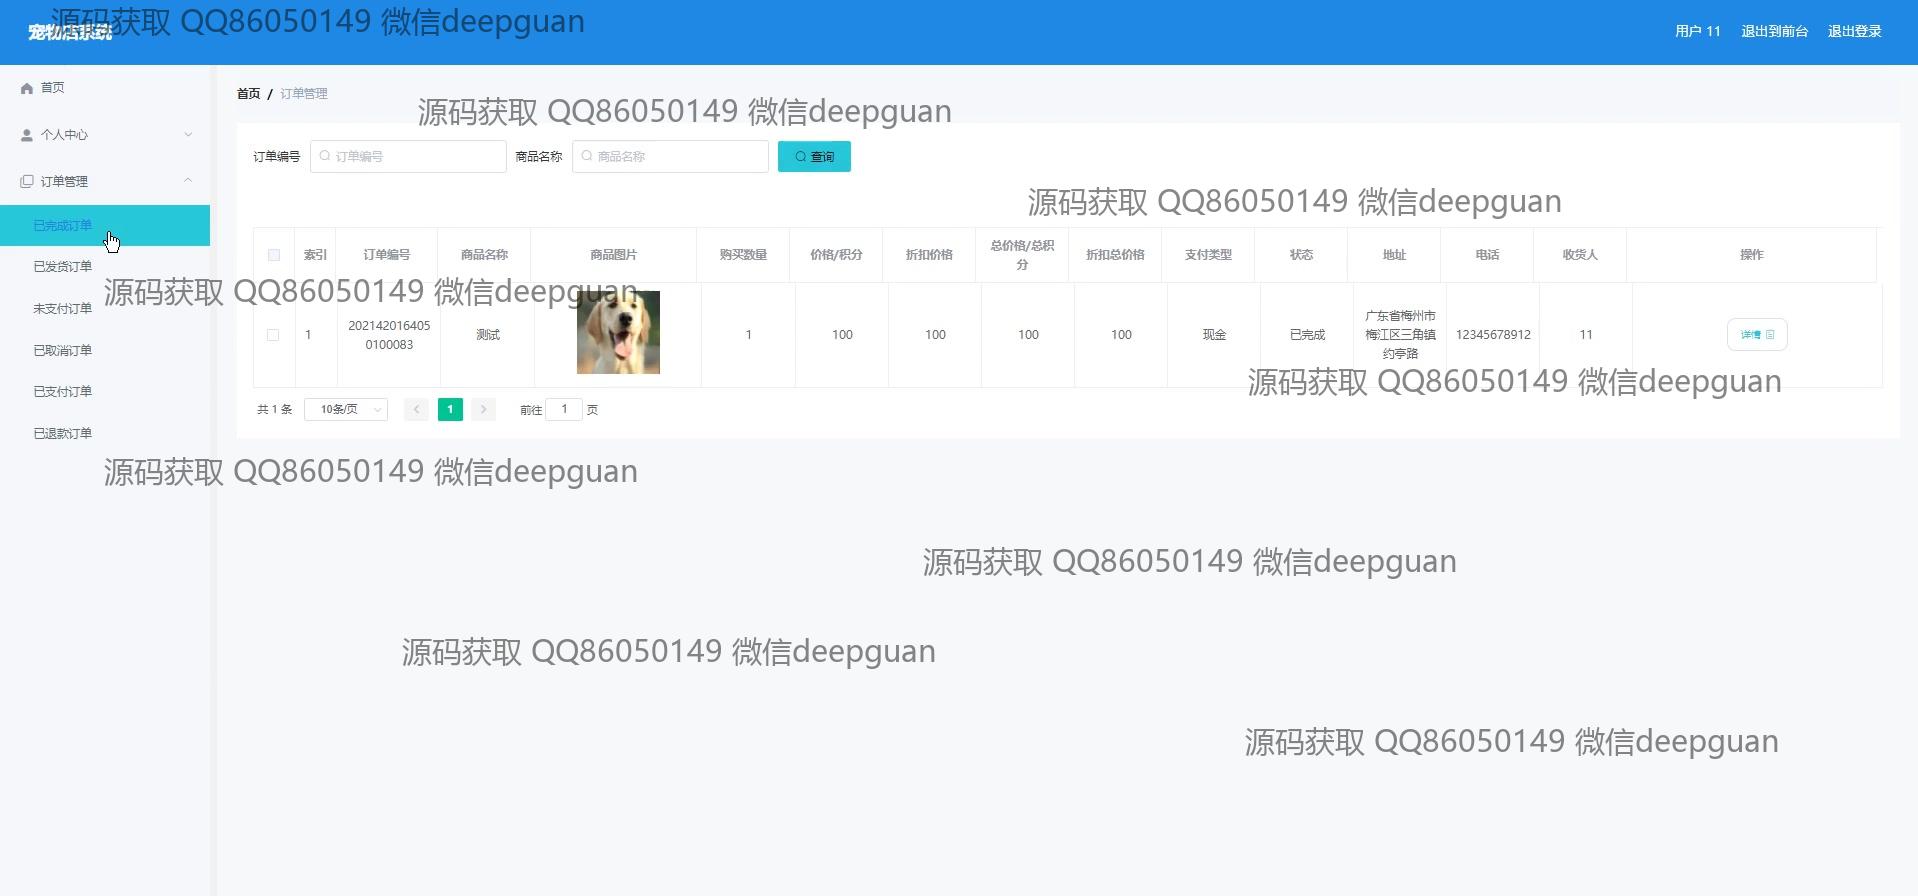 源码获取 QQ86050149 微信deepguan
宠物店系统
用户 11
退出到前台
退出登录
首页
个人中心
订单管理
已完成订单
已发货订单
未支付订单
已取消订单
已支付订单
已退款订单
首页 / 订单管理
源码获取 QQ86050149 微信deepguan
订单编号 订单编号 商品名称 商品名称 查询
源码获取 QQ86050149 微信deepguan
索引 订单编号 商品名称 商品图片 购买数量 价格/积分 折扣价格 总价格/总积分 折扣总价格 支付类型 状态 地址 电话 收货人 操作
源码获取 QQ86050149 微信deepguan
1
202142016405
0100083
测试
1
100
100
100
100
现金
已完成
广东省梅州市
梅江区三角镇
约亭路
12345678912
11
详情
源码获取 QQ86050149 微信deepguan
共 1 条 10条/页 1 前往 1 页
源码获取 QQ86050149 微信deepguan
源码获取 QQ86050149 微信deepguan
源码获取 QQ86050149 微信deepguan
源码获取 QQ86050149 微信deepguan